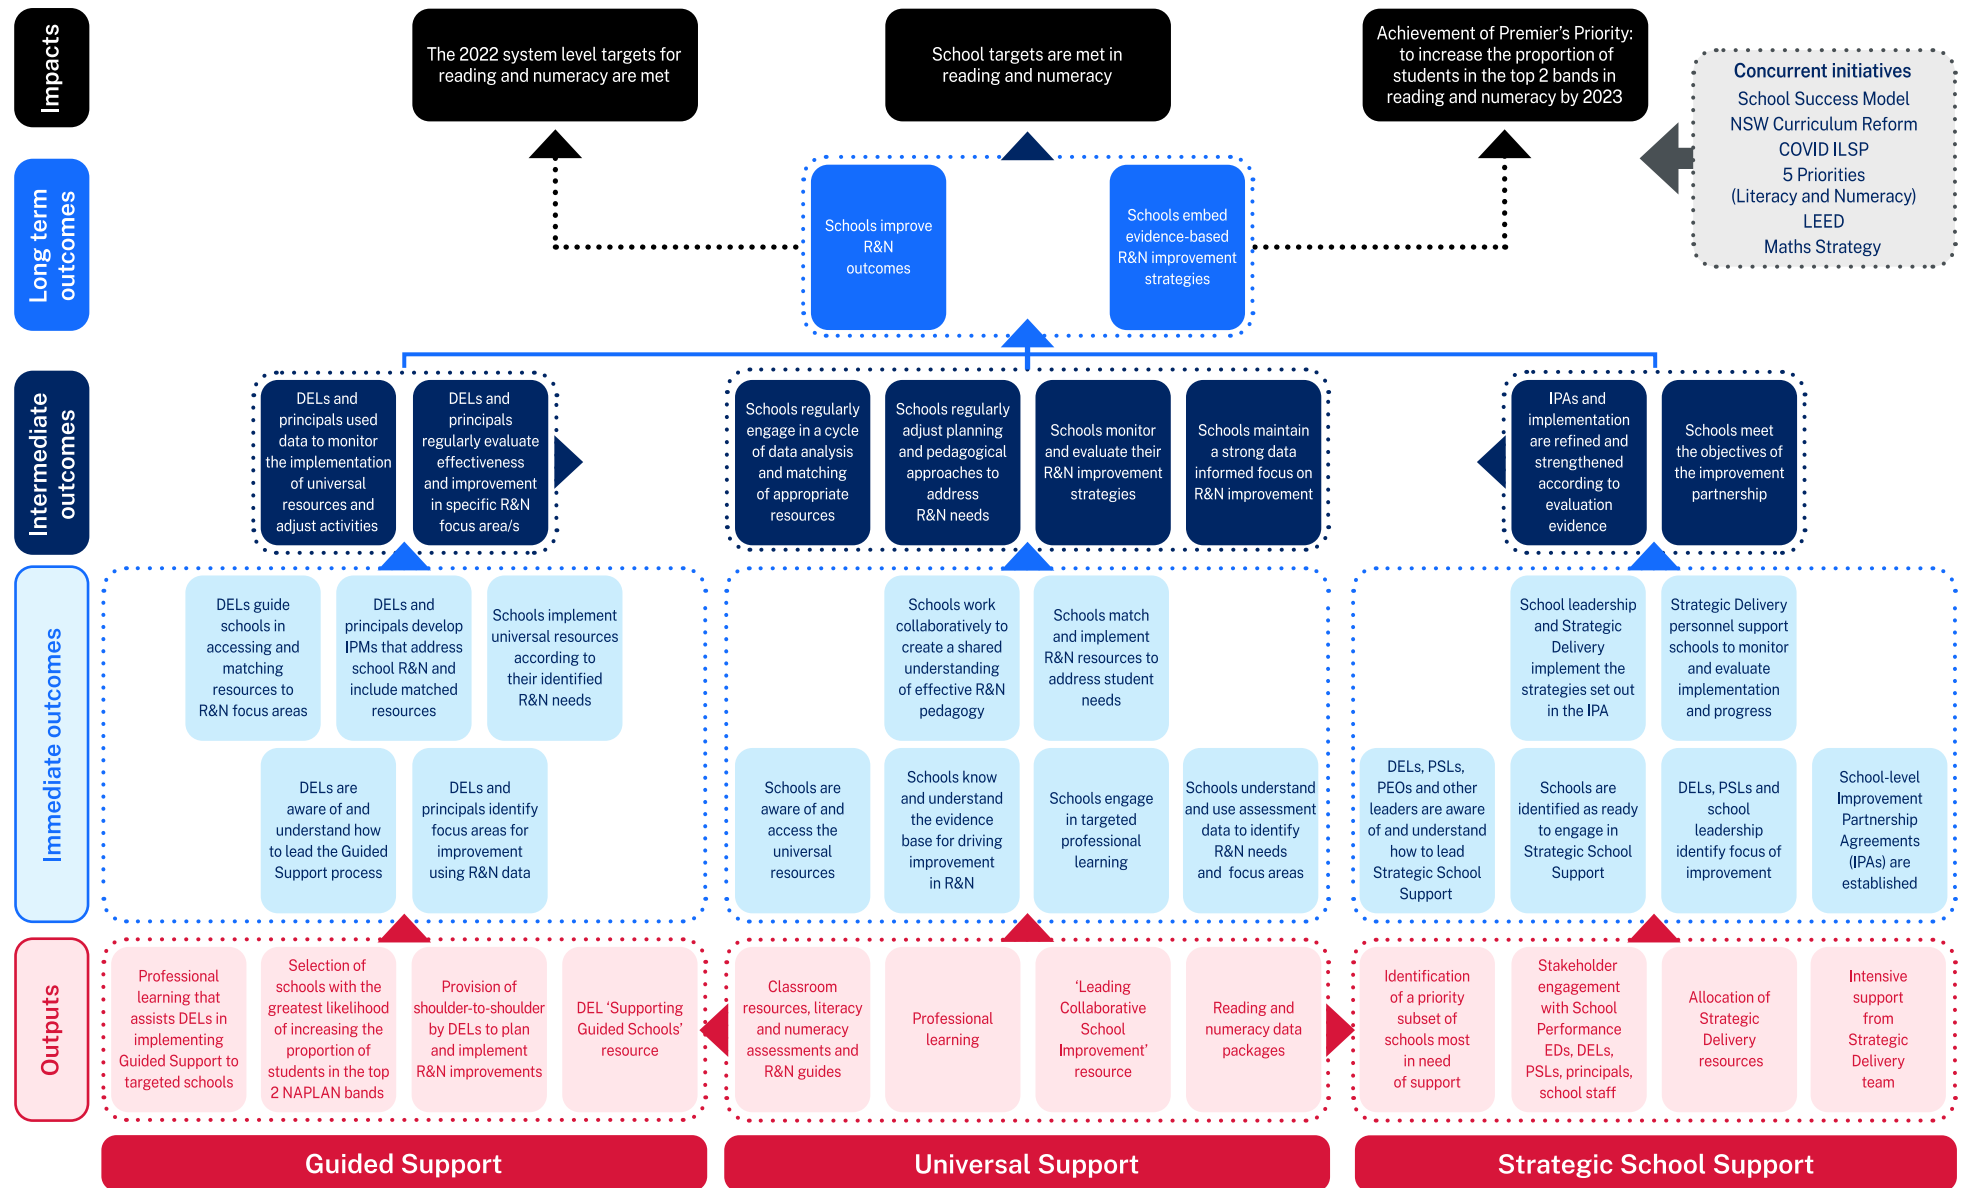 Impacts
The 2022 system level targets for
reading and numeracy are met
School targets are met in
reading and numeracy
Achievement of Premier's Priority:
to increase the proportion of
students in the top 2 bands in
reading and numeracy by 2023
Concurrent initiatives
School Success Model
NSW Curriculum Reform
COVID ILSP
5 Priorities
(Literacy and Numeracy)
LEED
Maths Strategy
Long term
outcomes
Schools improve
R&N
outcomes
Schools embed
evidence-based
R&N improvement
strategies
Intermediate
outcomes
DELs and
principals used
data to monitor
the implementation
of universal
resources and
adjust activities
DELs and
principals
regularly evaluate
effectiveness
and improvement
in specific R&N
focus area/s
Schools regularly
engage in a cycle
of data analysis
and matching
of appropriate
resources
Schools regularly
adjust planning
and pedagogical
approaches to
address
R&N needs
Schools monitor
and evaluate their
R&N improvement
strategies
Schools maintain
a strong data
informed focus on
R&N improvement
IPAs and
implementation
are refined and
strengthened
according to
evaluation
evidence
Schools meet
the objectives of
the improvement
partnership
Immediate outcomes
DELs guide
schools in
accessing and
matching
resources to
R&N focus areas
DELs and
principals develop
IPMs that address
school R&N and
include matched
resources
Schools implement
universal resources
according to
their identified
R&N needs
Schools work
collaboratively to
create a shared
understanding
of effective R&N
pedagogy
Schools match
and implement
R&N resources to
address student
needs
School leadership
and Strategic
Delivery
implement the
strategies set out
in the IPA
Strategic Delivery
personnel support
schools to monitor
and evaluate
implementation
and progress
DELs are
aware of and
understand how
to lead the Guided
Support process
DELs and
principals identify
focus areas for
improvement
using R&N data
Schools are
aware of and
access the
universal
resources
Schools know
and understand
the evidence
base for driving
improvement
in R&N
Schools engage
in targeted
professional
learning
Schools understand
and use assessment
data to identify
R&N needs
and focus areas
DELs, PSLs,
PEOs and other
leaders are aware
of and understand
how to lead
Strategic School
Support
Schools are
identified as ready
to engage in
Strategic School
Support
DELs, PSLs and
school
leadership
identify focus of
improvement
School-level
Improvement
Partnership
Agreements
(IPAs) are
established
Outputs
Professional
learning that
assists DELs in
implementing
Guided Support to
targeted schools
Selection of
schools with the
greatest likelihood
of increasing the
proportion of
students in the top
2 NAPLAN bands
Provision of
shoulder-to-shoulder
by DELs to plan
and implement
R&N improvements
DEL ‘Supporting
Guided Schools’
resource
Classroom
resources, literacy
and numeracy
assessments and
R&N guides
Professional
learning
‘Leading
Collaborative
School
Improvement’
resource
Reading and
numeracy data
packages
Identification
of a priority
subset of
schools most
in need
of support
Stakeholder
engagement
with School
Performance
EDs, DELs,
PSLs, principals,
school staff
Allocation of
Strategic
Delivery
resources
Intensive
support
from
Strategic
Delivery
team
Guided Support
Universal Support
Strategic School Support